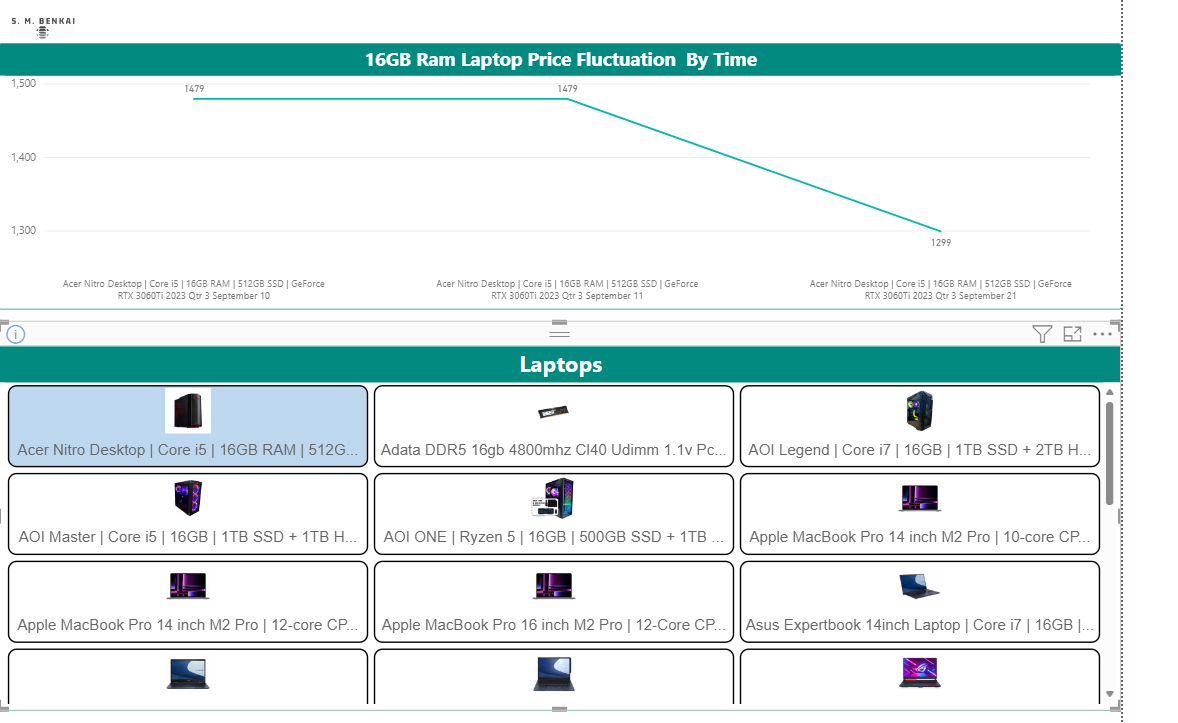 S. M. BENKAI
16GB Ram Laptop Price Fluctuation  By Time
1,500
1479
1479
1,400
1,300
1299
Acer Nitro Desktop | Core i5 | 16GB RAM | 512GB SSD | GeForce
RTX 3060Ti 2023 Qtr 3 September 10
Acer Nitro Desktop | Core i5 | 16GB RAM | 512GB SSD | GeForce
RTX 3060Ti 2023 Qtr 3 September 11
Acer Nitro Desktop | Core i5 | 16GB RAM | 512GB SSD | GeForce
RTX 3060Ti 2023 Qtr 3 September 21
Laptops
Acer Nitro Desktop | Core i5 | 16GB RAM | 512G...
Adata DDR5 16gb 4800mhz Cl40 Udimm 1.1v Pc...
AOI Legend | Core i7 | 16GB | 1TB SSD + 2TB H...
AOI Master | Core i5 | 16GB | 1TB SSD + 1TB H...
AOI ONE | Ryzen 5 | 16GB | 500GB SSD + 1TB ...
Apple MacBook Pro 14 inch M2 Pro | 10-core CP...
Apple MacBook Pro 14 inch M2 Pro | 12-core CP...
Apple MacBook Pro 16 inch M2 Pro | 12-Core CP...
Asus Expertbook 14inch Laptop | Core i7 | 16GB |...